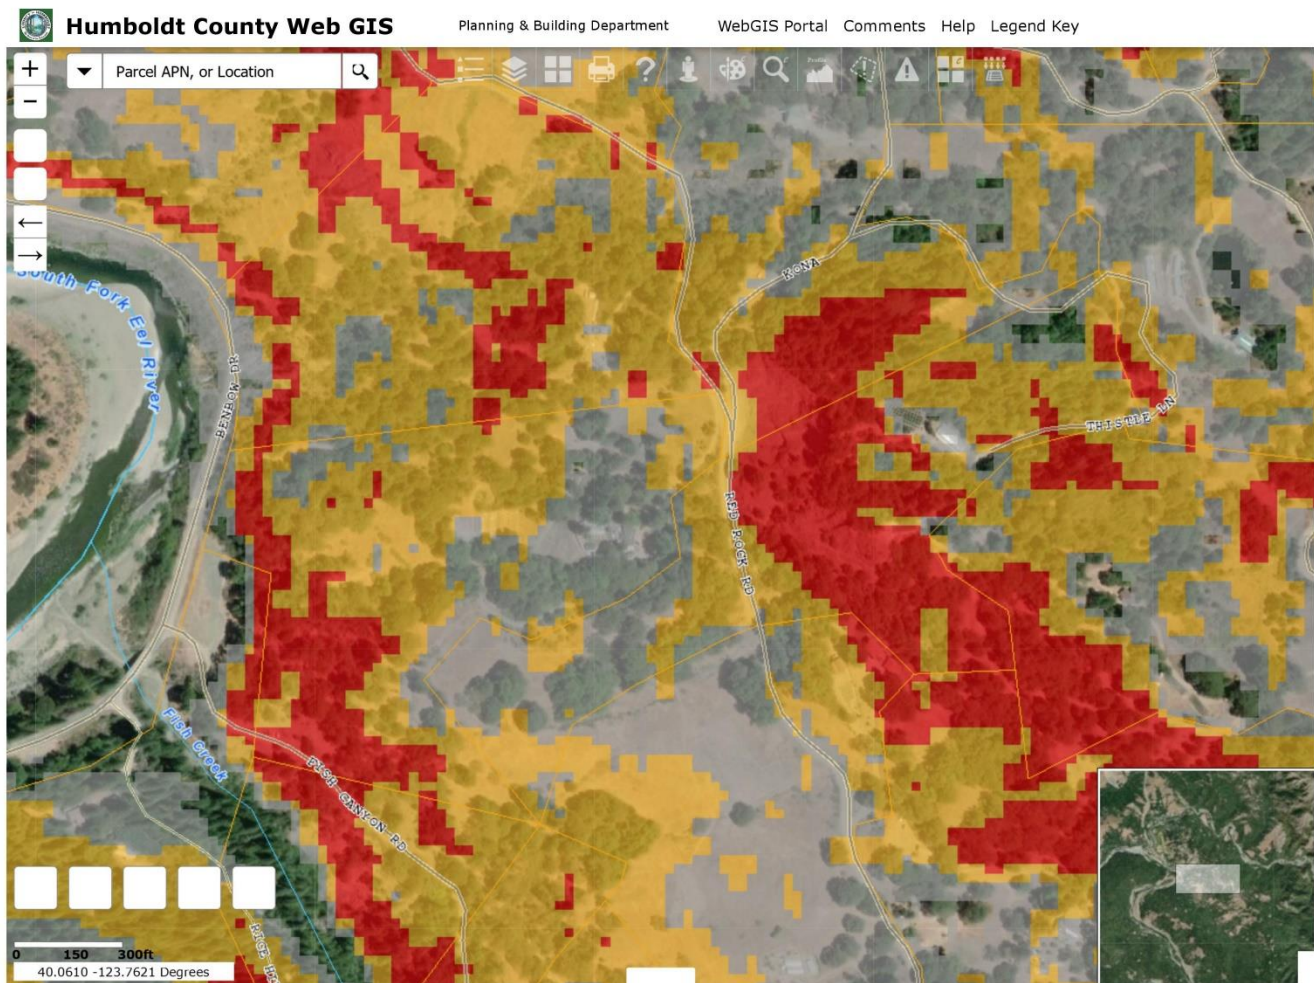 Humboldt County Web GIS
Planning & Building Department
WebGIS Portal
Comments
Help
Legend Key
Parcel APN, or Location
Profile
KONA
South Fork Eel River
BENBOW DR
THISTLE LN
RED ROCK RD
Fish Creek
FISH CANYON RD
0 150 300ft
40.0610 -123.7621 Degrees